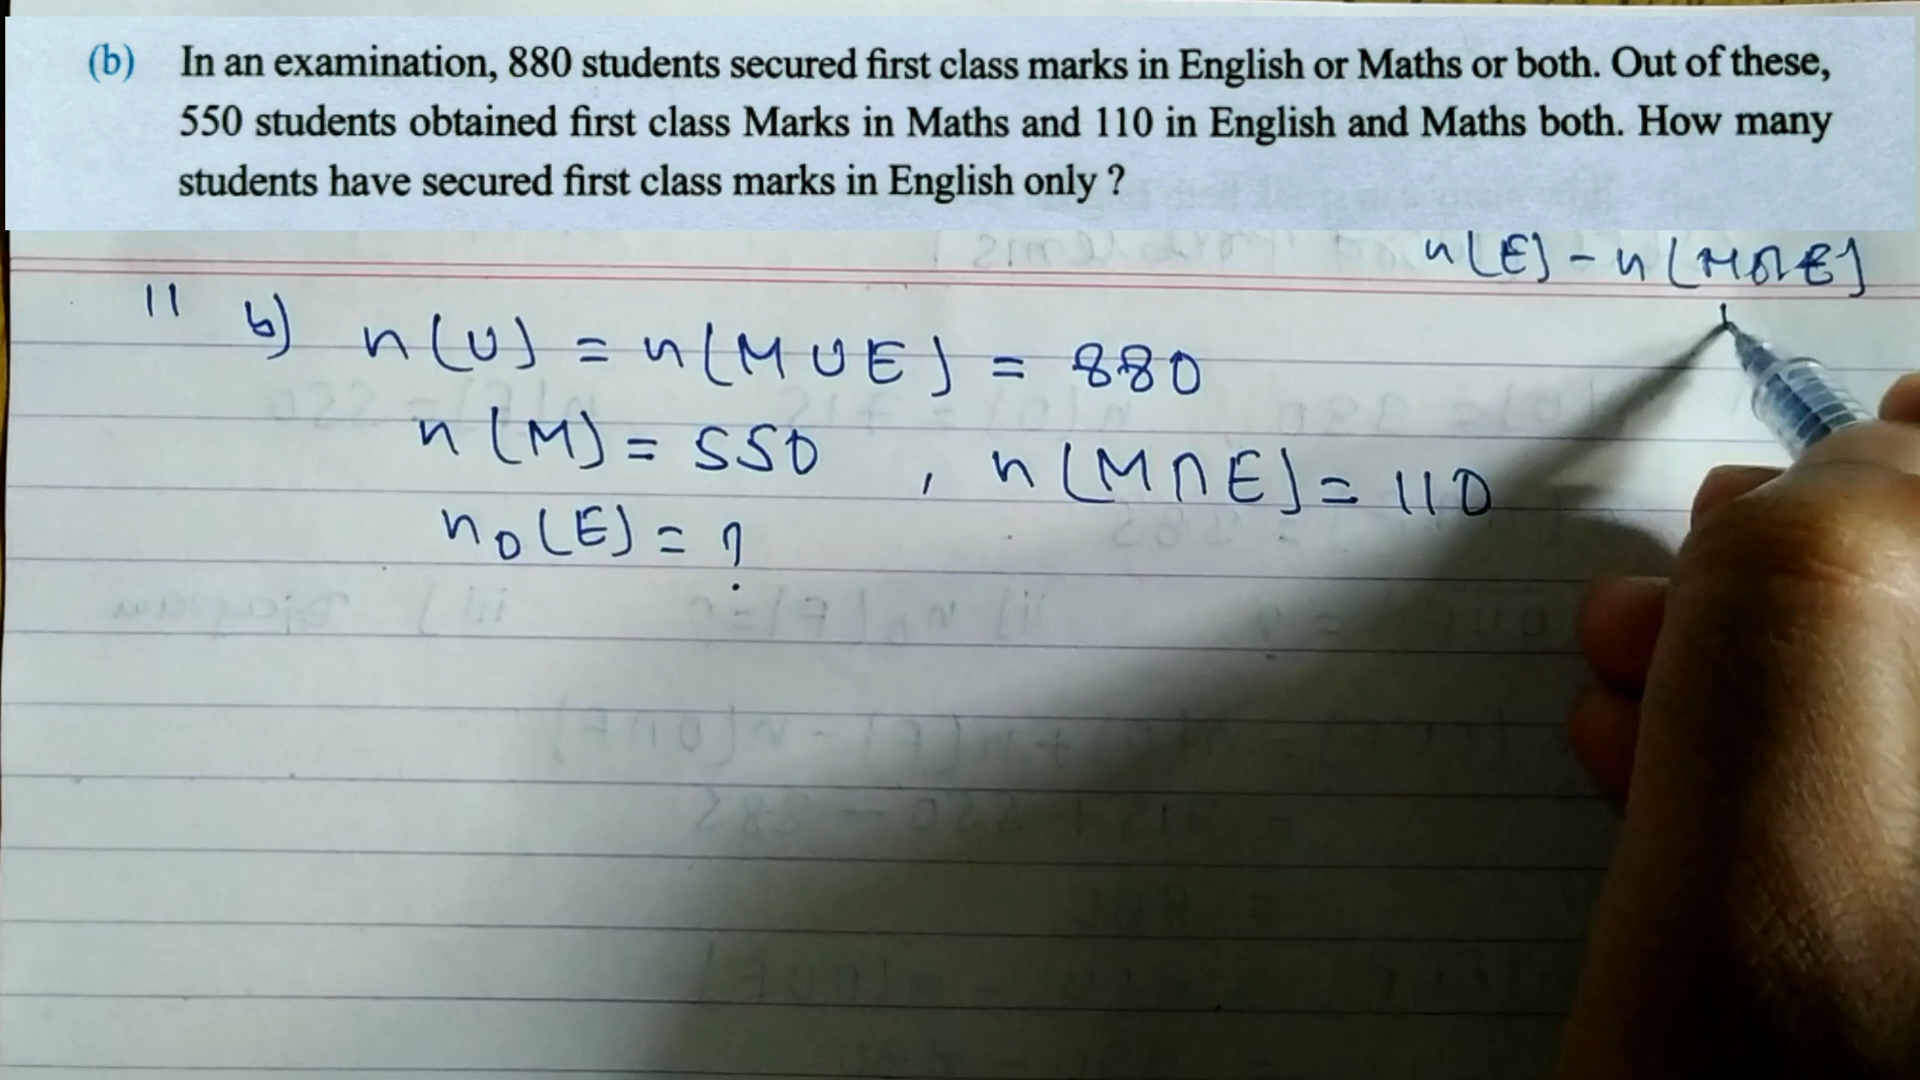 (b) In an examination, 880 students secured first class marks in English or Maths or both. Out of these,
550 students obtained first class Marks in Maths and 110 in English and Maths both. How many
students have secured first class marks in English only ?
n(E) - n(M∩E)
11 b) n(U) = n(M∪E) = 880
n(M) = 550 , n(M∩E) = 110
n₀(E) = ?